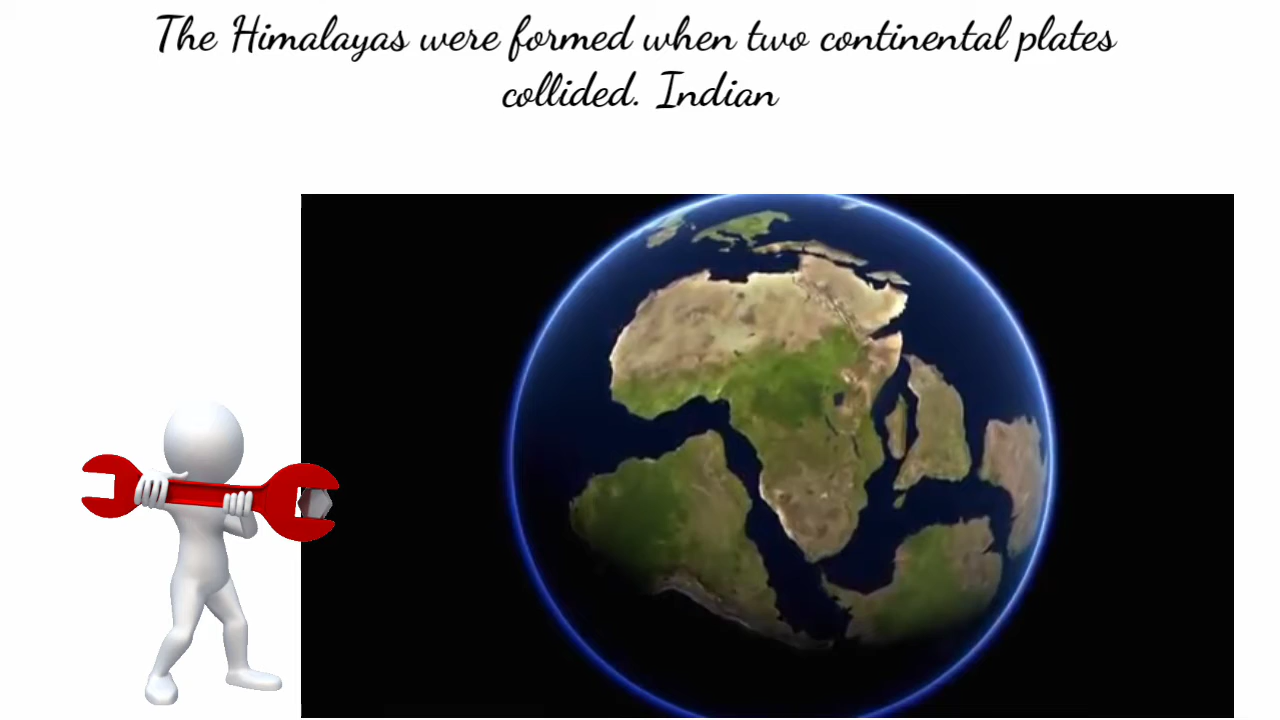 The Himalayas were formed when two continental plates
collided. Indian